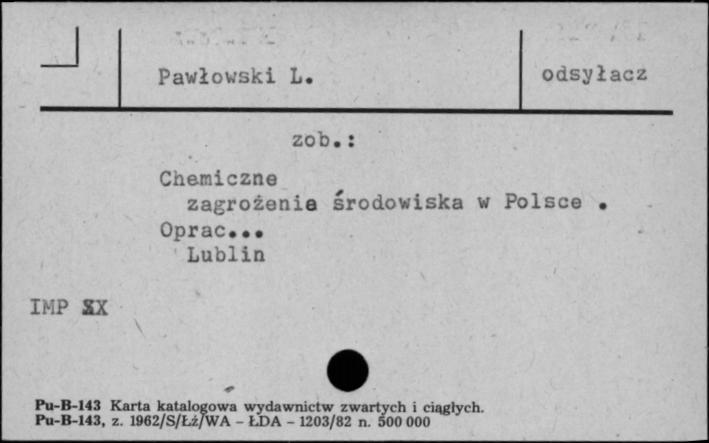 Pawłowski L.
odsyłacz
zob.:
Chemiczne
zagrożenia środowiska w Polsce .
Oprac...
Lublin
IMP
Pu-B-143 Karta katalogowa wydawnictw zwartych i ciągłych.
Pu-B-143, z. 1962/S/Łż/WA – ŁDA – 1203/82 n. 500 000